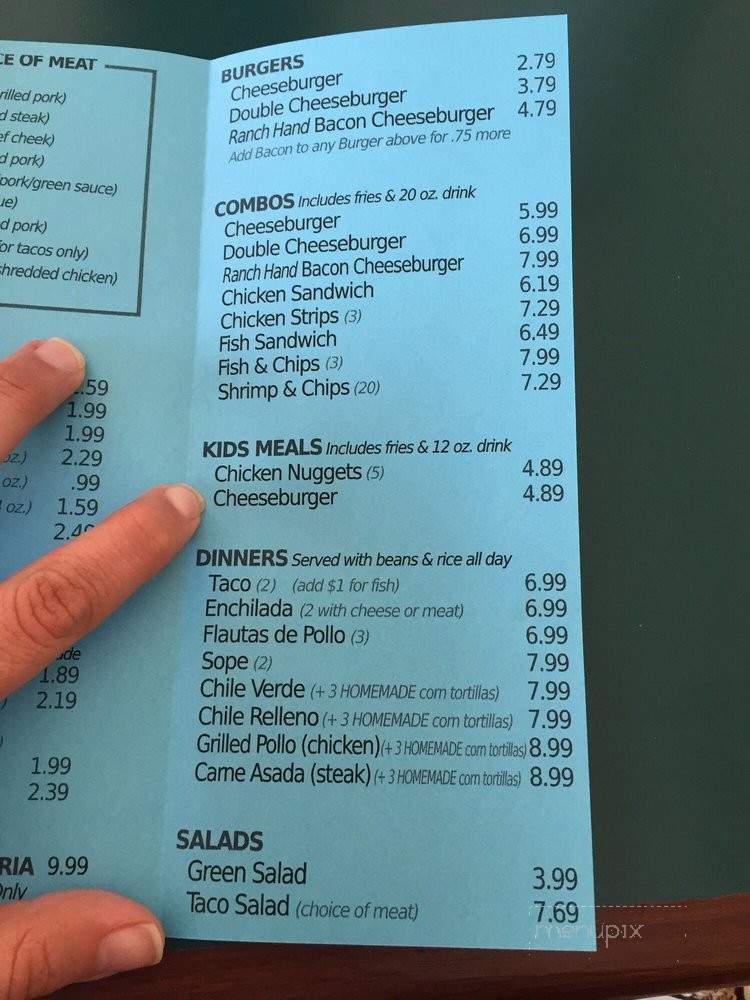 CE OF MEAT
rilled pork)
d steak)
ef cheek)
d pork)
pork/green sauce)
ue)
d pork)
or tacos only)
shredded chicken)
.59
1.99
1.99
oz.) 2.29
oz.) .99
oz.) 1.59
2.49
ade
1.89
2.19
)
1.99
2.39
RIA 9.99
Only
BURGERS
Cheeseburger 2.79
Double Cheeseburger 3.79
Ranch Hand Bacon Cheeseburger 4.79
Add Bacon to any Burger above for .75 more
COMBOS Includes fries & 20 oz. drink
Cheeseburger 5.99
Double Cheeseburger 6.99
Ranch Hand Bacon Cheeseburger 7.99
Chicken Sandwich 6.19
Chicken Strips (3) 7.29
Fish Sandwich 6.49
Fish & Chips (3) 7.99
Shrimp & Chips (20) 7.29
KIDS MEALS Includes fries & 12 oz. drink
Chicken Nuggets (5) 4.89
Cheeseburger 4.89
DINNERS Served with beans & rice all day
Taco (2) (add $1 for fish) 6.99
Enchilada (2 with cheese or meat) 6.99
Flautas de Pollo (3) 6.99
Sope (2) 7.99
Chile Verde (+ 3 HOMEMADE corn tortillas) 7.99
Chile Relleno (+ 3 HOMEMADE corn tortillas) 7.99
Grilled Pollo (chicken) (+ 3 HOMEMADE corn tortillas) 8.99
Carne Asada (steak) (+ 3 HOMEMADE corn tortillas) 8.99
SALADS
Green Salad 3.99
Taco Salad (choice of meat) 7.69
menupix